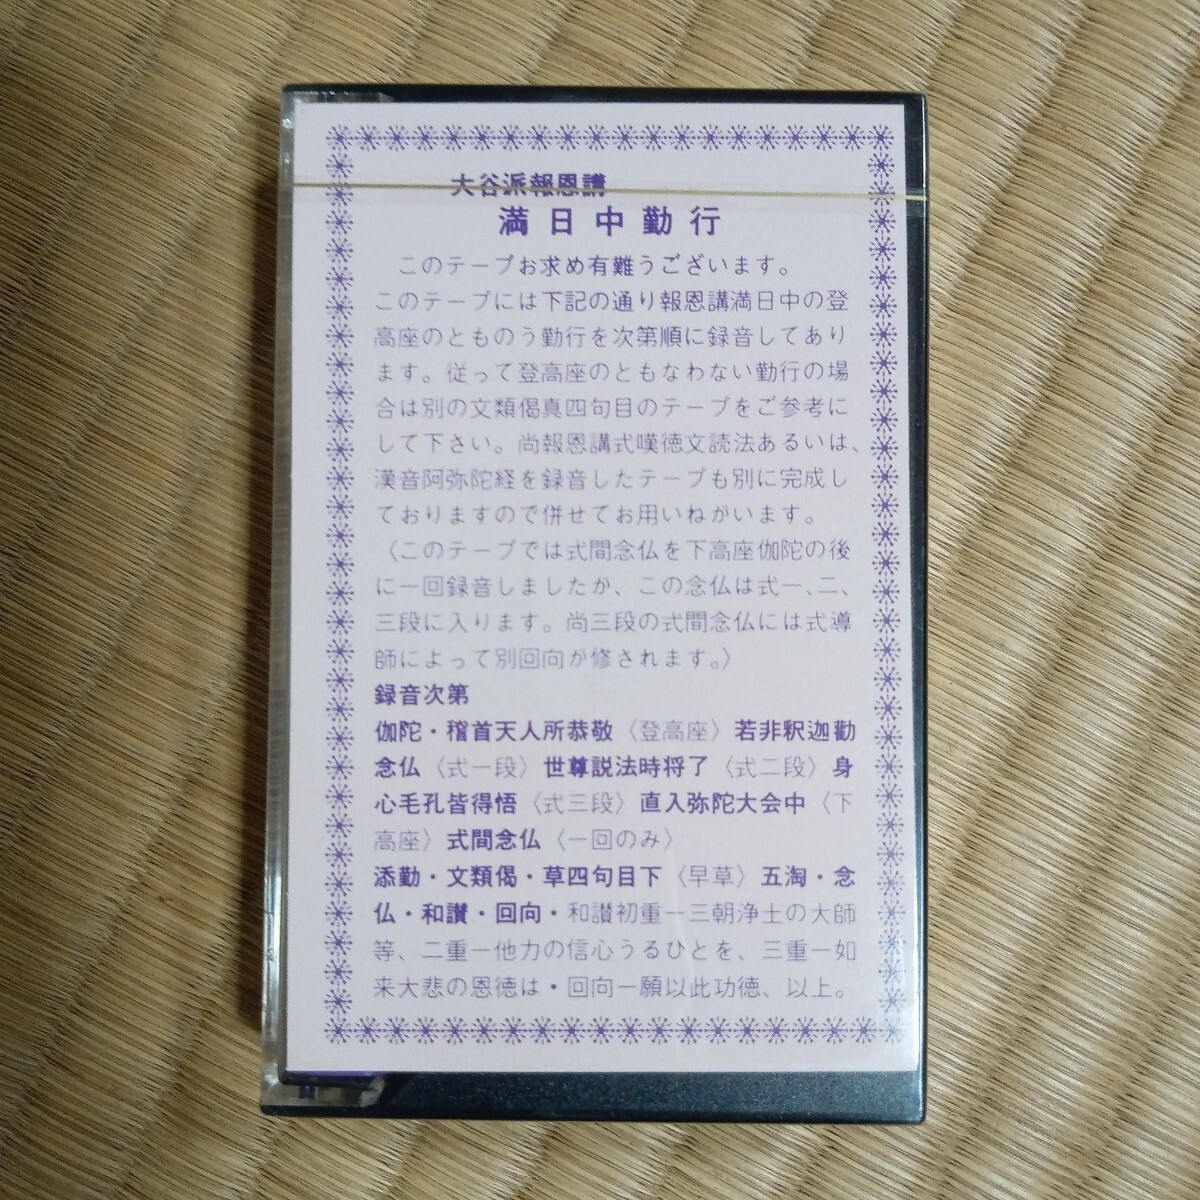 大谷派報恩講
満日中勤行
このテープお求め有難うございます。
このテープには下記の通り報恩講満日中の登
高座のとものう勤行を次第順に録音してあり
ます。従って登高座のともなわない勤行の場
合は別の文類偈真四句目のテープをご参考に
して下さい。尚報恩講式嘆徳文読法あるいは、
漢音阿弥陀経を録音したテープも別に完成し
ておりますので併せてお用いねがいます。
〈このテープでは式間念仏を下高座伽陀の後
に一回録音しましたが、この念仏は式一、二、
三段に入ります。尚三段の式間念仏には式導
師によって別回向が修されます。〉
録音次第
伽陀・稽首天人所恭敬〈登高座〉若非釈迦勧
念仏〈式一段〉世尊説法時将了〈式二段〉身
心毛孔皆得悟〈式三段〉直入弥陀大会中〈下
高座〉式間念仏〈一回のみ〉
添勤・文類偈・草四句目下〈早草〉五淘・念
仏・和讃・回向・和讃初重ー三朝浄土の大師
等、二重ー他力の信心うるひとを、三重ー如
来大悲の恩徳は・回向ー願以此功徳、以上。